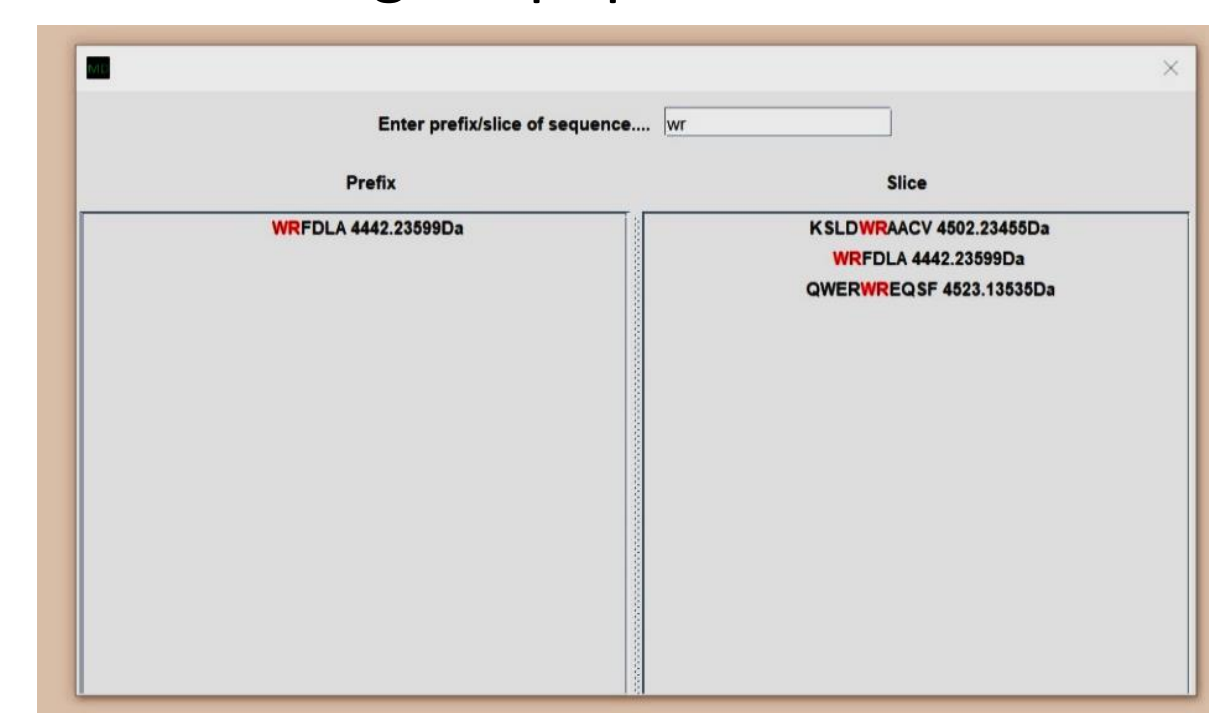 Enter prefix/slice of sequence.... wr
Prefix
Slice
WRFDLA 4442.23599Da
KSLDWRAACV 4502.23455Da
WRFDLA 4442.23599Da
QWERWREQSF 4523.13535Da